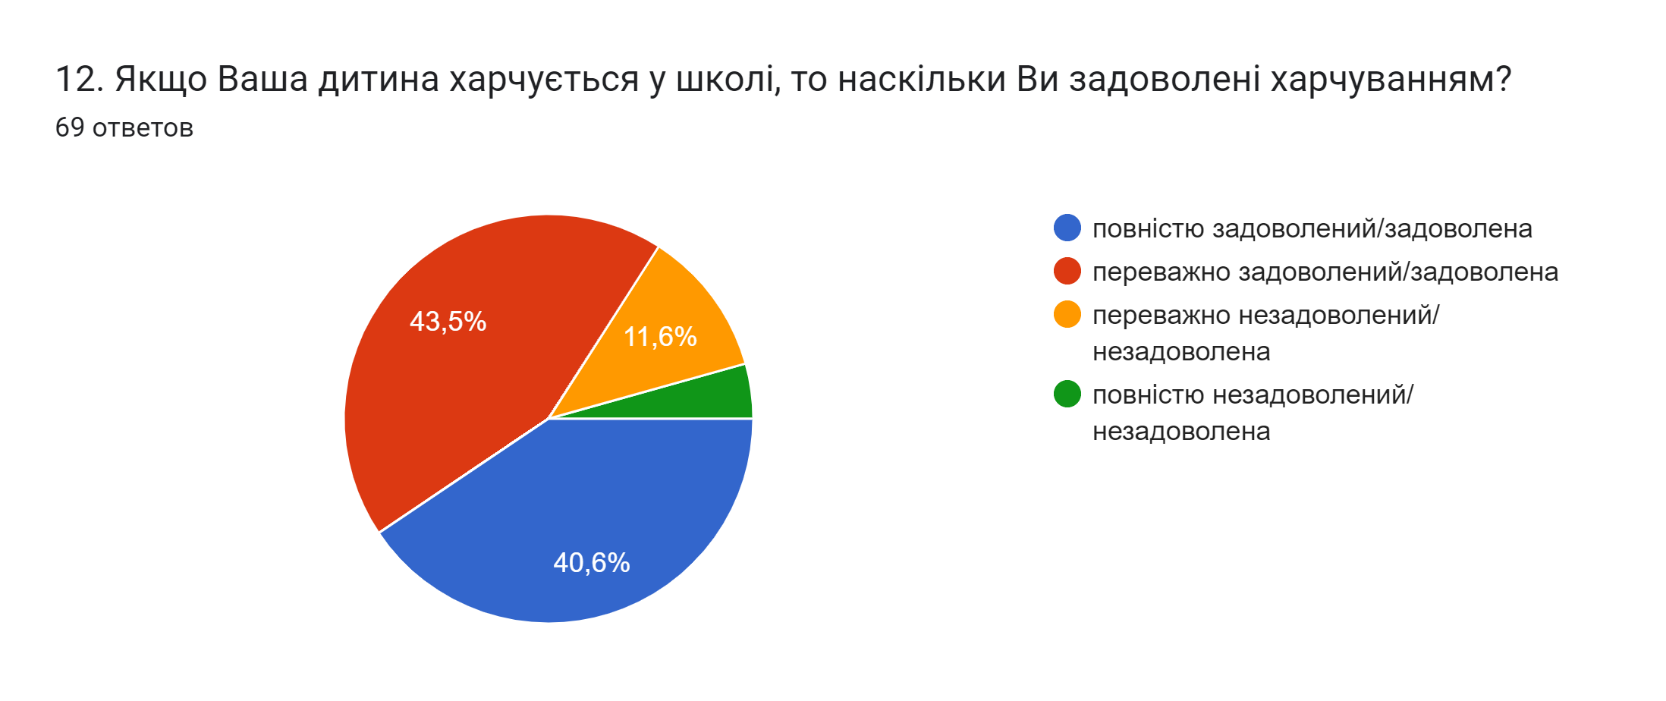 12. Якщо Ваша дитина харчується у школі, то наскільки Ви задоволені харчуванням?
69 ответов
43,5%
11,6%
40,6%
повністю задоволений/задоволена
переважно задоволений/задоволена
переважно незадоволений/
незадоволена
повністю незадоволений/
незадоволена